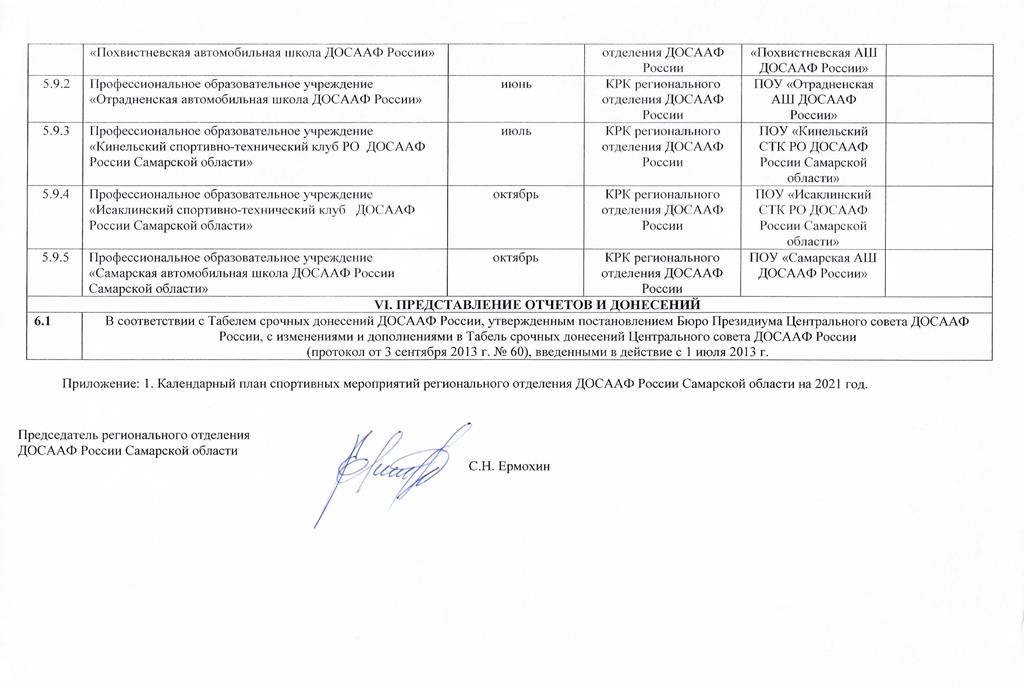 «Похвистневская автомобильная школа ДОСААФ России»
отделения ДОСААФ
России
«Похвистневская АШ
ДОСААФ России»
5.9.2
Профессиональное образовательное учреждение
«Отрадненская автомобильная школа ДОСААФ России»
июнь
КРК регионального
отделения ДОСААФ
России
ПОУ «Отрадненская
АШ ДОСААФ
России»
5.9.3
Профессиональное образовательное учреждение
«Кинельский спортивно-технический клуб РО ДОСААФ
России Самарской области»
июль
КРК регионального
отделения ДОСААФ
России
ПОУ «Кинельский
СТК РО ДОСААФ
России Самарской
области»
5.9.4
Профессиональное образовательное учреждение
«Исаклинский спортивно-технический клуб ДОСААФ
России Самарской области»
октябрь
КРК регионального
отделения ДОСААФ
России
ПОУ «Исаклинский
СТК РО ДОСААФ
России Самарской
области»
5.9.5
Профессиональное образовательное учреждение
«Самарская автомобильная школа ДОСААФ России
Самарской области»
октябрь
КРК регионального
отделения ДОСААФ
России
ПОУ «Самарская АШ
ДОСААФ России»
VI. ПРЕДСТАВЛЕНИЕ ОТЧЕТОВ И ДОНЕСЕНИЙ
6.1
В соответствии с Табелем срочных донесений ДОСААФ России, утвержденным постановлением Бюро Президиума Центрального совета ДОСААФ
России, с изменениями и дополнениями в Табель срочных донесений Центрального совета ДОСААФ России
(протокол от 3 сентября 2013 г. № 60), введенными в действие с 1 июля 2013 г.
Приложение: 1. Календарный план спортивных мероприятий регионального отделения ДОСААФ России Самарской области на 2021 год.
Председатель регионального отделения
ДОСААФ России Самарской области
С.Н. Ермохин